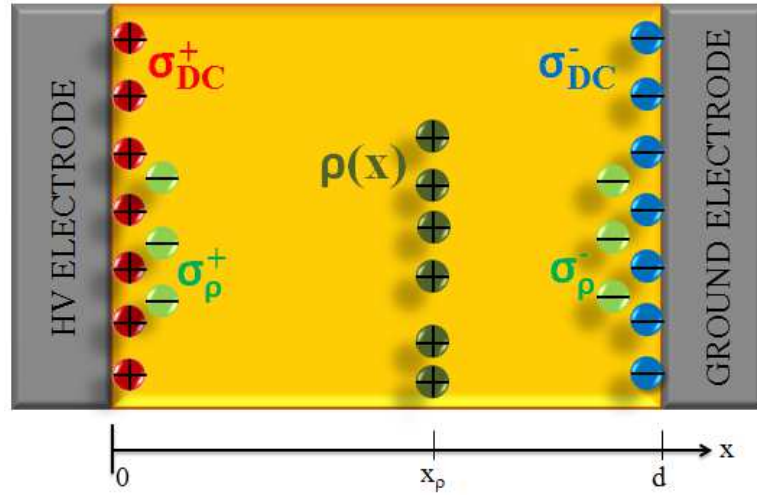 HV ELECTRODE
σ⁺DC
ρ(x)
σ⁺ρ
σ⁻DC
σ⁻ρ
GROUND ELECTRODE
0
xρ
d
x